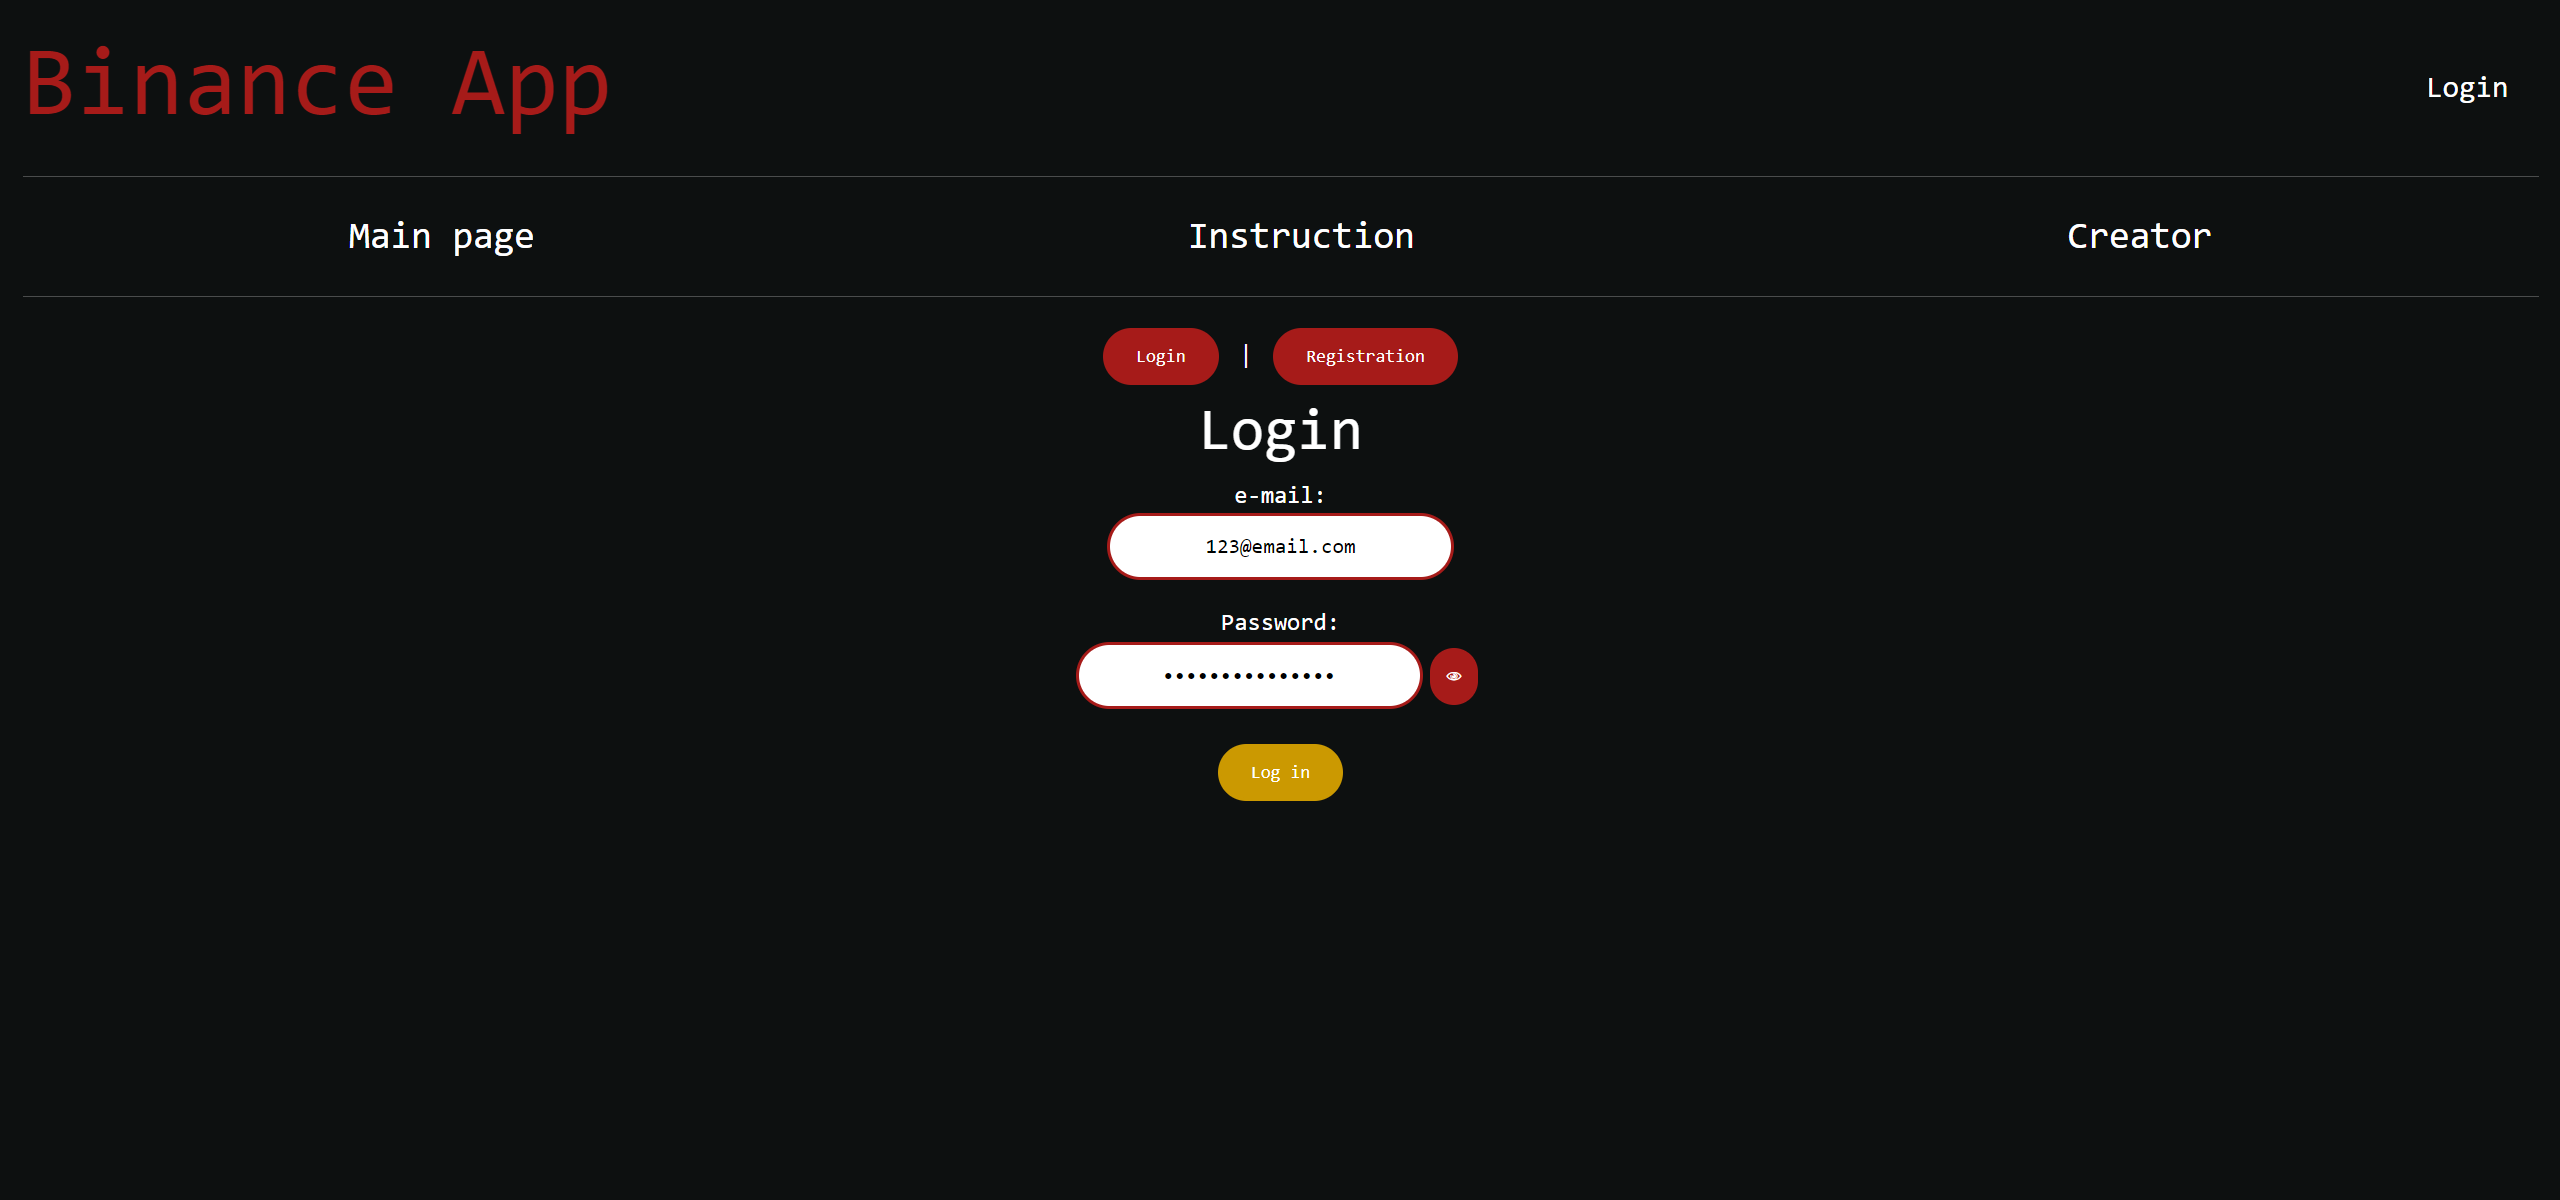 Binance App
Login
Main page Instruction Creator
Login | Registration
Login
e-mail:
123@email.com
Password:
•••••••••••••••
Log in